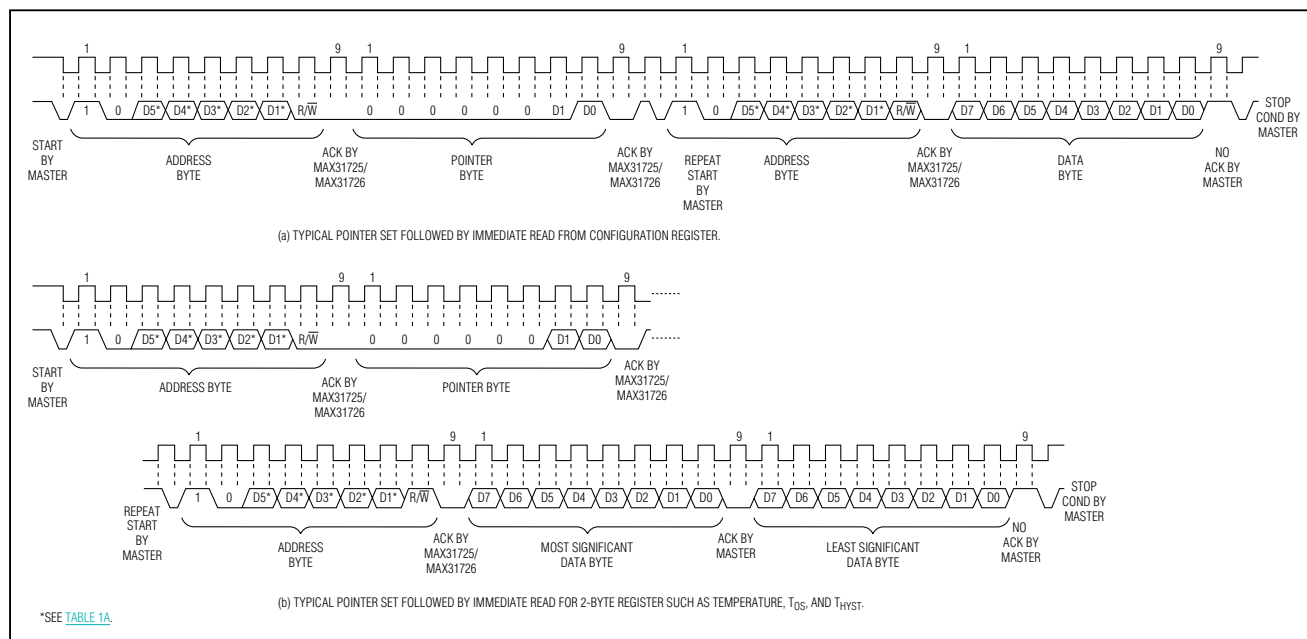 1 9 1 9 1 9 1 9
1 0 D5* D4* D3* D2* D1* R/W̅ 0 0 0 0 0 0 D1 D0 1 0 D5* D4* D3* D2* D1* R/W̅ D7 D6 D5 D4 D3 D2 D1 D0
START
BY
MASTER
ADDRESS
BYTE
ACK BY
MAX31725/
MAX31726
POINTER
BYTE
ACK BY
MAX31725/
MAX31726
REPEAT
START
BY
MASTER
ADDRESS
BYTE
ACK BY
MAX31725/
MAX31726
DATA
BYTE
NO
ACK BY
MASTER
STOP
COND BY
MASTER
(a) TYPICAL POINTER SET FOLLOWED BY IMMEDIATE READ FROM CONFIGURATION REGISTER.
1 9 1 9
1 0 D5* D4* D3* D2* D1* R/W̅ 0 0 0 0 0 0 D1 D0
START
BY
MASTER
ADDRESS BYTE
ACK BY
MAX31725/
MAX31726
POINTER BYTE
ACK BY
MAX31725/
MAX31726
1 9 1 9 1 9
1 0 D5* D4* D3* D2* D1* R/W̅ D7 D6 D5 D4 D3 D2 D1 D0 D7 D6 D5 D4 D3 D2 D1 D0
REPEAT
START
BY
MASTER
ADDRESS
BYTE
ACK BY
MAX31725/
MAX31726
MOST SIGNIFICANT
DATA BYTE
ACK BY
MASTER
LEAST SIGNIFICANT
DATA BYTE
NO
ACK BY
MASTER
STOP
COND BY
MASTER
(b) TYPICAL POINTER SET FOLLOWED BY IMMEDIATE READ FOR 2-BYTE REGISTER SUCH AS TEMPERATURE, TOS, AND THYST.
*SEE TABLE 1A.